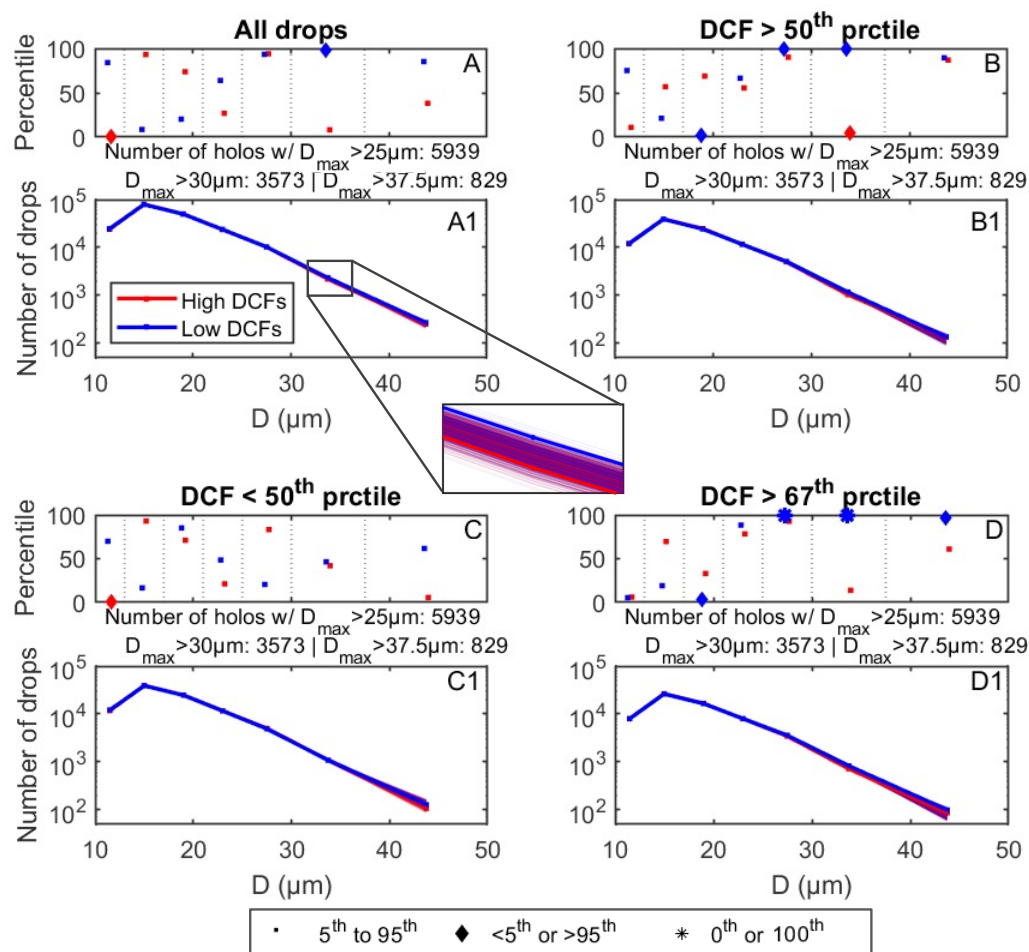 All drops
DCF > 50th prctile
Percentile
100
50
0
A
Percentile
100
50
0
B
Number of holos w/ Dmax >25µm: 5939
Dmax>30µm: 3573 | Dmax>37.5µm: 829
Number of holos w/ Dmax >25µm: 5939
Dmax>30µm: 3573 | Dmax>37.5µm: 829
Number of drops
10^5
10^4
10^3
10^2
A1
High DCFs
Low DCFs
10 20 30 40 50
D (µm)
Number of drops
10^5
10^4
10^3
10^2
B1
10 20 30 40 50
D (µm)
DCF < 50th prctile
DCF > 67th prctile
Percentile
100
50
0
C
Percentile
100
50
0
D
Number of holos w/ Dmax >25µm: 5939
Dmax>30µm: 3573 | Dmax>37.5µm: 829
Number of holos w/ Dmax >25µm: 5939
Dmax>30µm: 3573 | Dmax>37.5µm: 829
Number of drops
10^5
10^4
10^3
10^2
C1
10 20 30 40 50
D (µm)
Number of drops
10^5
10^4
10^3
10^2
D1
10 20 30 40 50
D (µm)
5th to 95th <5th or >95th 0th or 100th